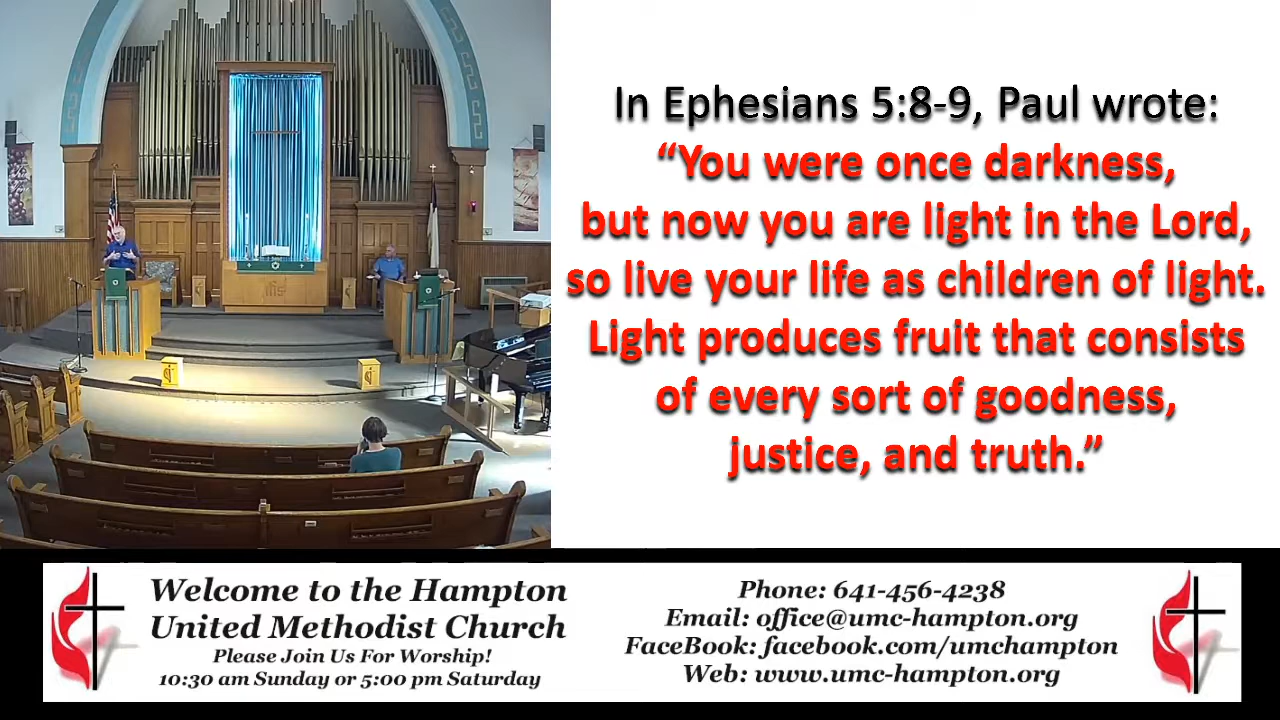 In Ephesians 5:8-9, Paul wrote:
“You were once darkness,
but now you are light in the Lord,
so live your life as children of light.
Light produces fruit that consists
of every sort of goodness,
justice, and truth.”
Welcome to the Hampton
United Methodist Church
Please Join Us For Worship!
10:30 am Sunday or 5:00 pm Saturday
Phone: 641-456-4238
Email: office@umc-hampton.org
FaceBook: facebook.com/umchampton
Web: www.umc-hampton.org